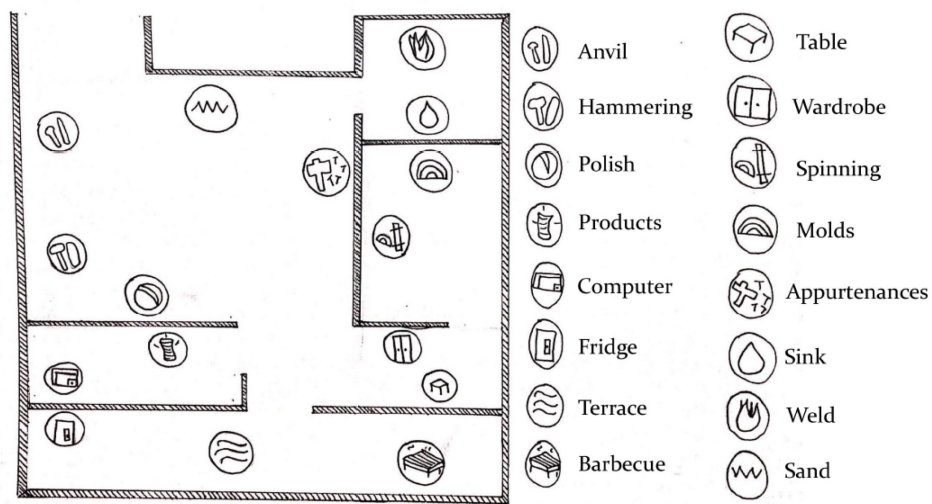 Anvil
Hammering
Polish
Products
Computer
Fridge
Terrace
Barbecue
Table
Wardrobe
Spinning
Molds
Appurtenances
Sink
Weld
Sand